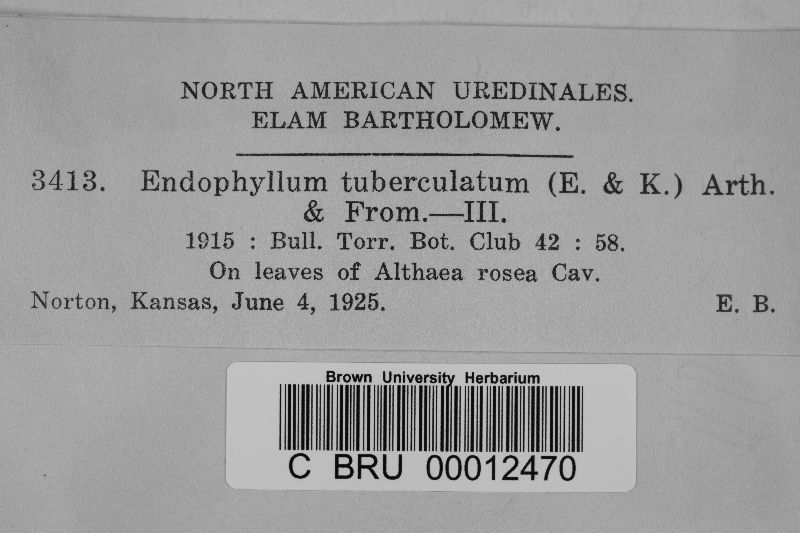 NORTH AMERICAN UREDINALES.
ELAM BARTHOLOMEW.
3413. Endophyllum tuberculatum (E. & K.) Arth.
& From.—III.
1915 : Bull. Torr. Bot. Club 42 : 58.
On leaves of Althaea rosea Cav.
Norton, Kansas, June 4, 1925. E. B.
Brown University Herbarium
C BRU 00012470